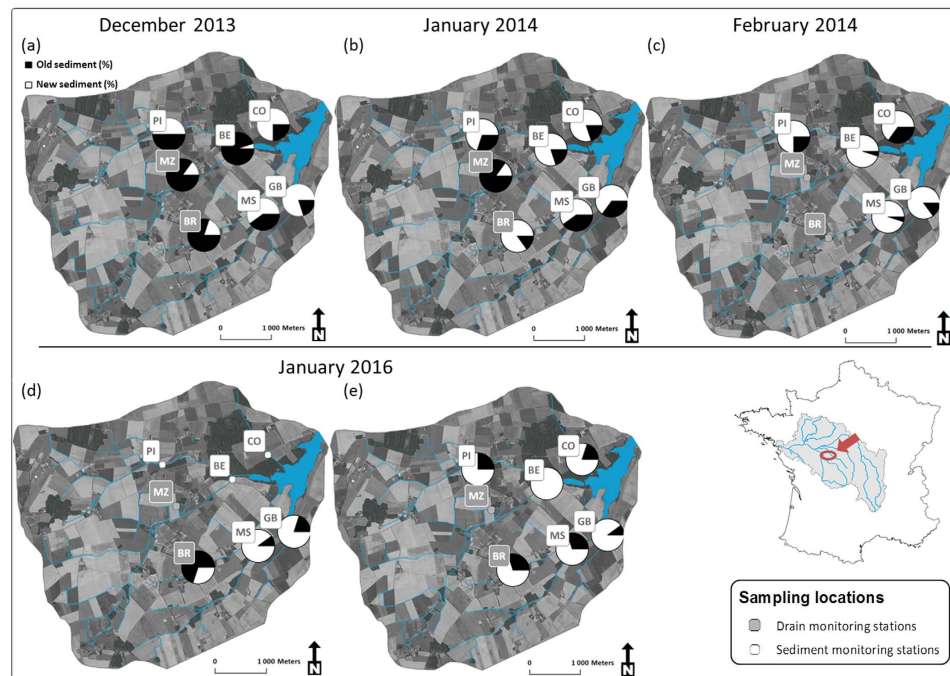 December 2013
January 2014
February 2014
(a)
(b)
(c)
Old sediment (%)
New sediment (%)
CO
PI
BE
MZ
GB
MS
BR
0
1 000 Meters
N
CO
PI
BE
MZ
GB
MS
BR
0
1 000 Meters
N
CO
PI
BE
MZ
GB
MS
BR
0
1 000 Meters
N
January 2016
(d)
(e)
CO
PI
BE
MZ
GB
MS
BR
0
1 000 Meters
N
CO
PI
BE
MZ
GB
MS
BR
0
1 000 Meters
N
Sampling locations
Drain monitoring stations
Sediment monitoring stations